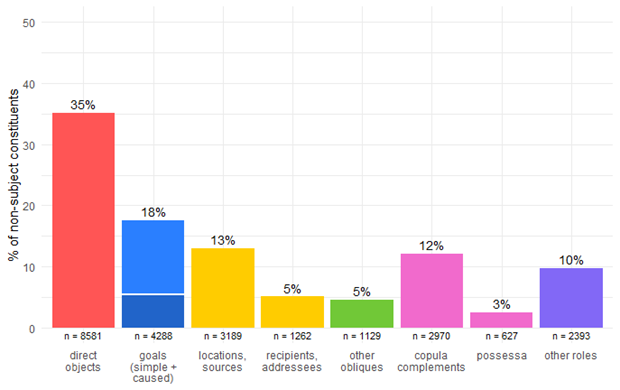 % of non-subject constituents
50
40
30
20
10
0
35%
18%
13%
5%
5%
12%
3%
10%
n = 8581
n = 4288
n = 3189
n = 1262
n = 1129
n = 2970
n = 627
n = 2393
direct
objects
goals
(simple +
caused)
locations,
sources
recipients,
addressees
other
obliques
copula
complements
possessa
other roles